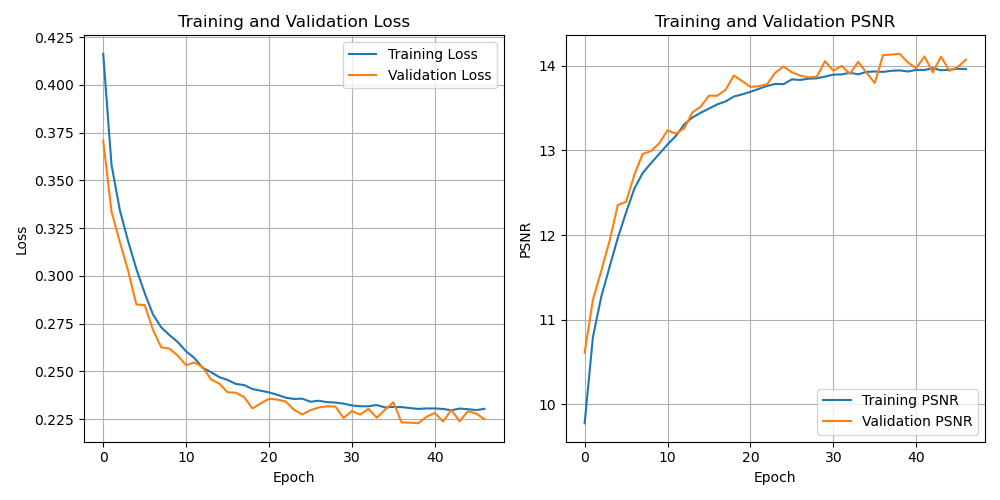 Training and Validation Loss
0.425
0.400
0.375
0.350
0.325
0.300
0.275
0.250
0.225
Loss
0
10
20
30
40
Epoch
Training Loss
Validation Loss
Training and Validation PSNR
14
13
12
11
10
PSNR
0
10
20
30
40
Epoch
Training PSNR
Validation PSNR